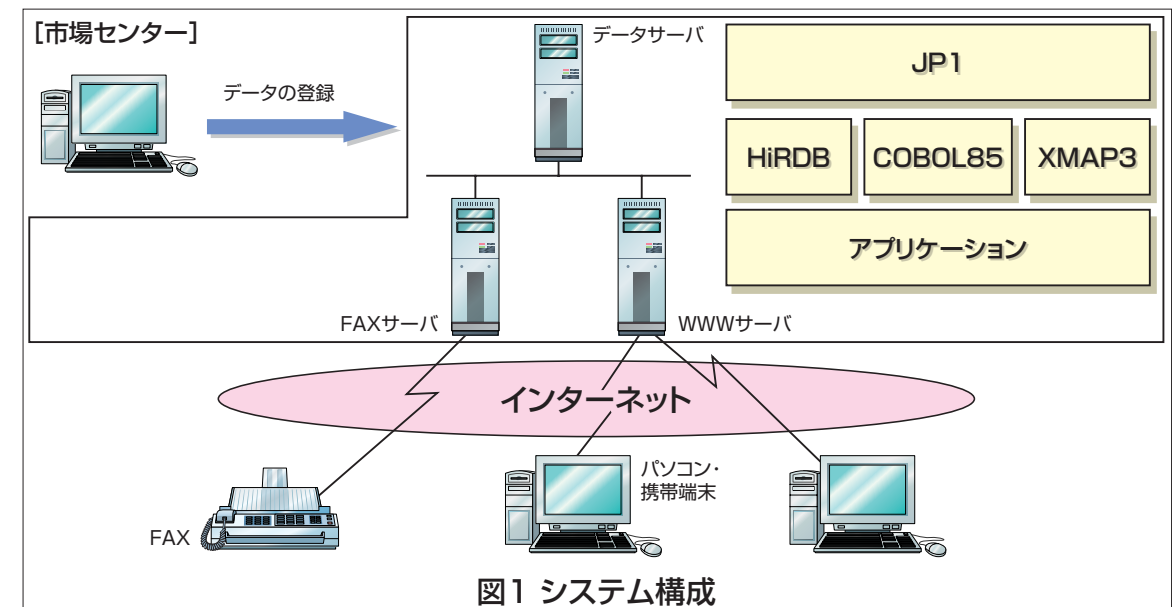 [市場センター]
データの登録
データサーバ
JP1
HiRDB
COBOL85
XMAP3
アプリケーション
FAXサーバ
WWWサーバ
インターネット
FAX
パソコン・
携帯端末
図1 システム構成